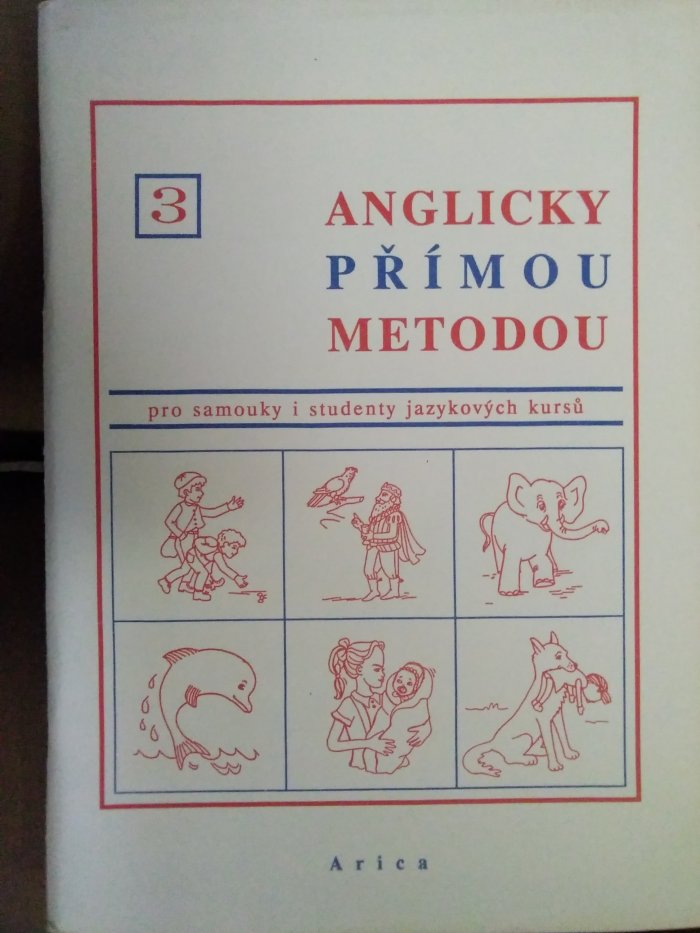 3
ANGLICKY
PŘÍMOU
METODOU
pro samouky i studenty jazykových kursů
Arica